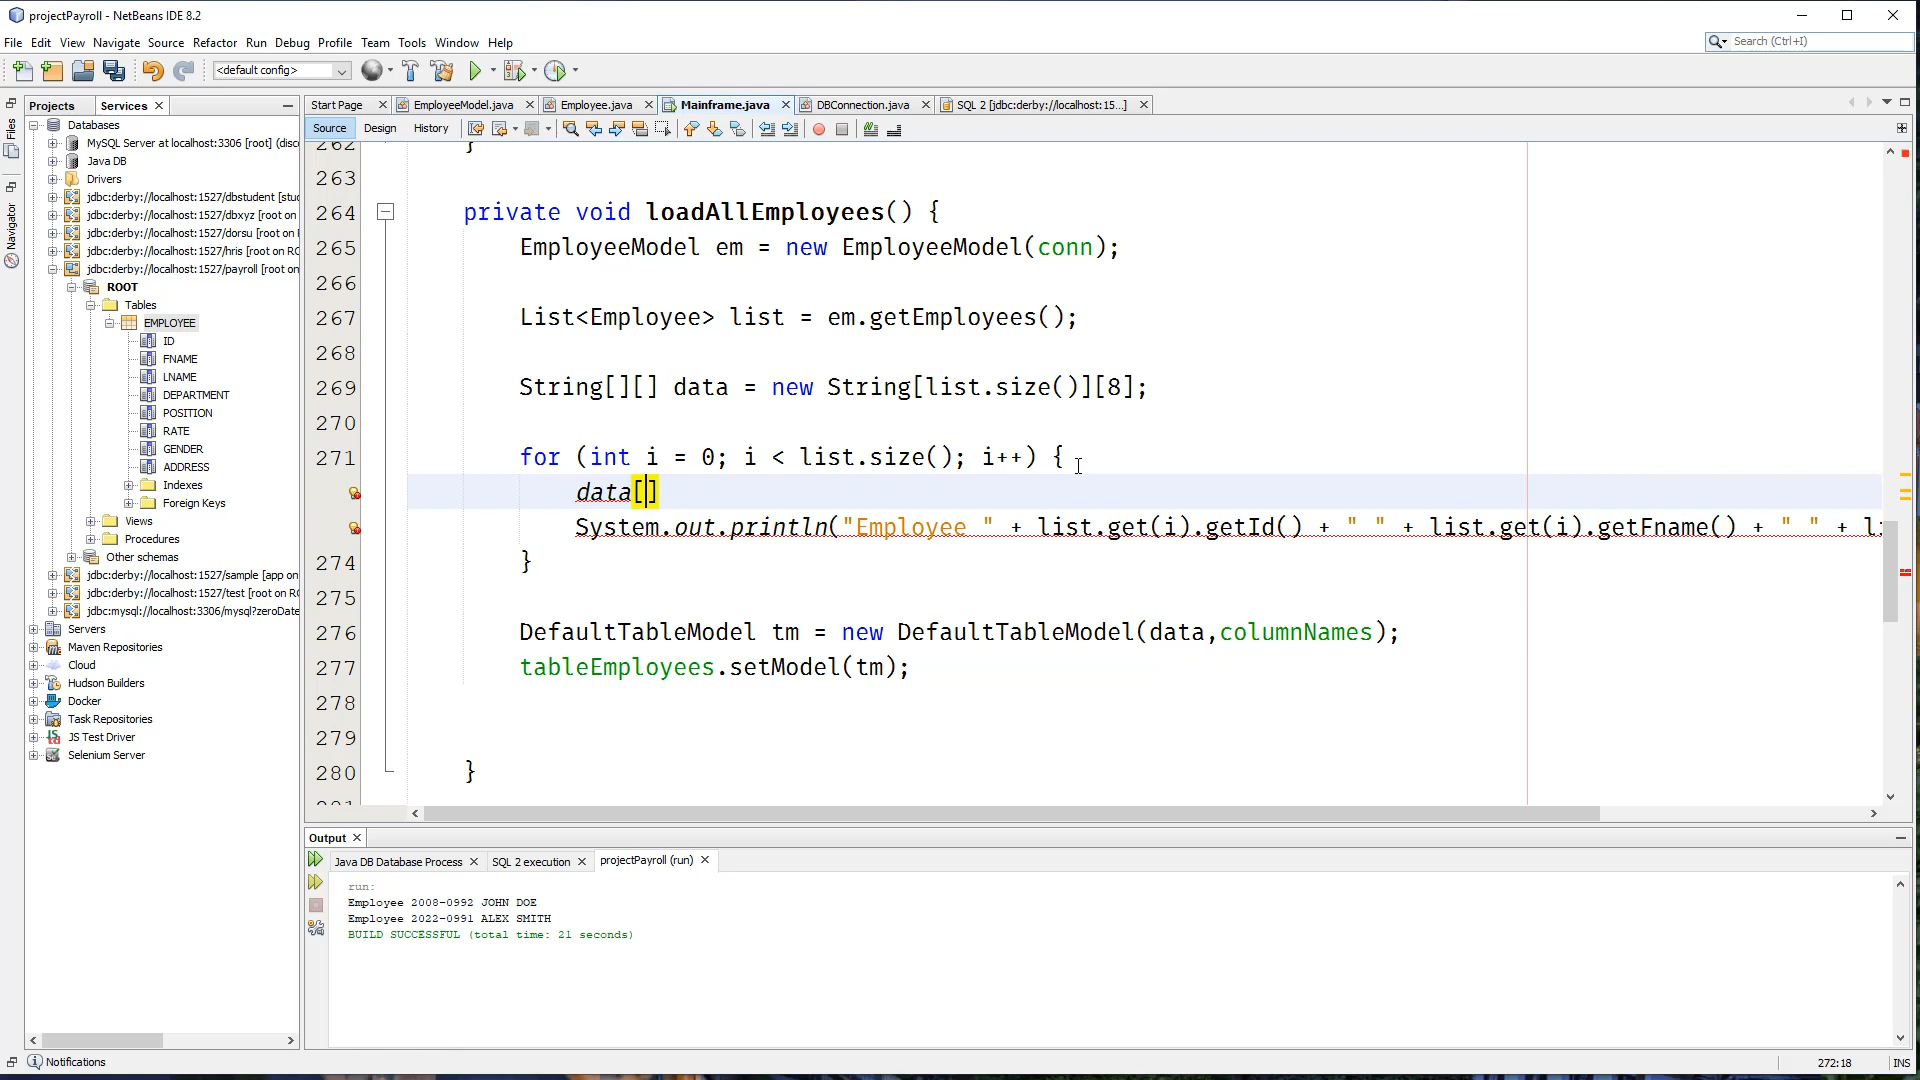 projectPayroll - NetBeans IDE 8.2
File Edit View Navigate Source Refactor Run Debug Profile Team Tools Window Help
Search (Ctrl+I)
<default config>
Projects
Services
Start Page
EmployeeModel.java
Employee.java
Mainframe.java
DBConnection.java
SQL 2 [jdbc:derby://localhost:15...]
Source Design History
Files
Navigator
Databases
MySQL Server at localhost:3306 [root] (disc
Java DB
Drivers
jdbc:derby://localhost:1527/dbstudent [stud
jdbc:derby://localhost:1527/dbxyz [root on
jdbc:derby://localhost:1527/dorsu [root on
jdbc:derby://localhost:1527/hris [root on RO
jdbc:derby://localhost:1527/payroll [root on
ROOT
Tables
EMPLOYEE
ID
FNAME
LNAME
DEPARTMENT
POSITION
RATE
GENDER
ADDRESS
Indexes
Foreign Keys
Views
Procedures
Other schemas
jdbc:derby://localhost:1527/sample [app on
jdbc:derby://localhost:1527/test [root on RO
jdbc:mysql://localhost:3306/mysql?zeroDate
Servers
Maven Repositories
Cloud
Hudson Builders
Docker
Task Repositories
JS Test Driver
Selenium Server
262 }
263
264 private void loadAllEmployees() {
265 EmployeeModel em = new EmployeeModel(conn);
266
267 List<Employee> list = em.getEmployees();
268
269 String[][] data = new String[list.size()][8];
270
271 for (int i = 0; i < list.size(); i++) {
data[]
System.out.println("Employee " + list.get(i).getId() + " " + list.get(i).getFname() + " " + li
274 }
275
276 DefaultTableModel tm = new DefaultTableModel(data,columnNames);
277 tableEmployees.setModel(tm);
278
279
280 }
Output
Java DB Database Process
SQL 2 execution
projectPayroll (run)
run:
Employee 2008-0992 JOHN DOE
Employee 2022-0991 ALEX SMITH
BUILD SUCCESSFUL (total time: 21 seconds)
Notifications
272:18
INS